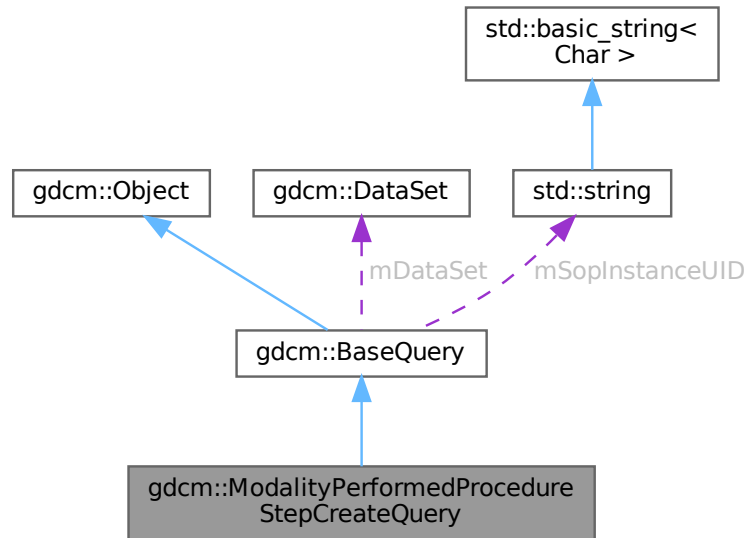 std::basic_string<
Char >
gdcm::Object
gdcm::DataSet
std::string
mDataSet
mSopInstanceUID
gdcm::BaseQuery
gdcm::ModalityPerformedProcedure
StepCreateQuery